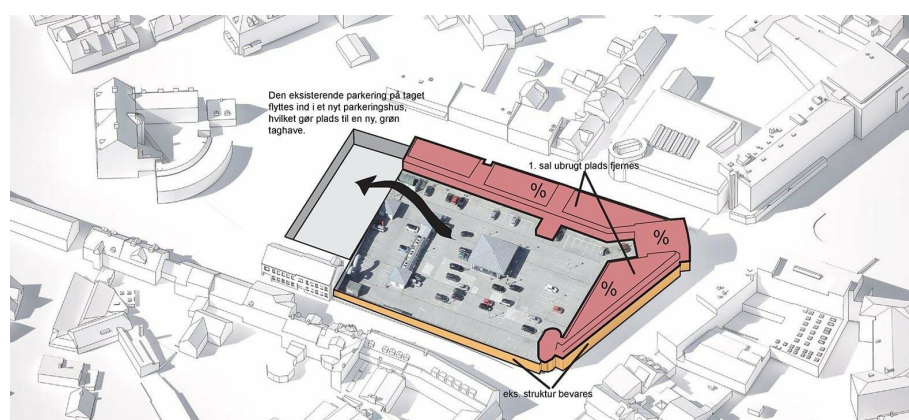 Den eksisterende parkering på taget
flyttes ind i et nyt parkeringshus,
hvilket gør plads til en ny, grøn
taghave.
1. sal ubrugt plads fjernes
%
%
%
eks. struktur bevares